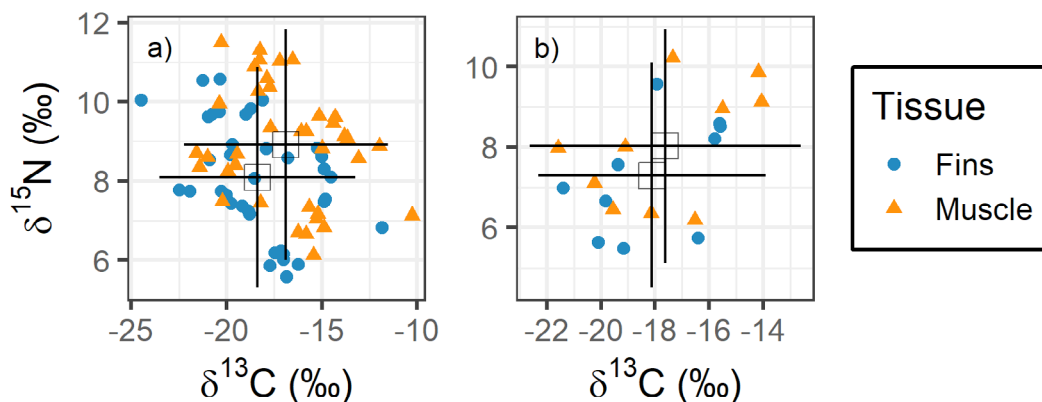 a)
b)
12
10
8
6
10
8
6
-25 -20 -15 -10
-22 -20 -18 -16 -14
δ¹⁵N (‰)
δ¹³C (‰)
δ¹³C (‰)
Tissue
Fins
Muscle